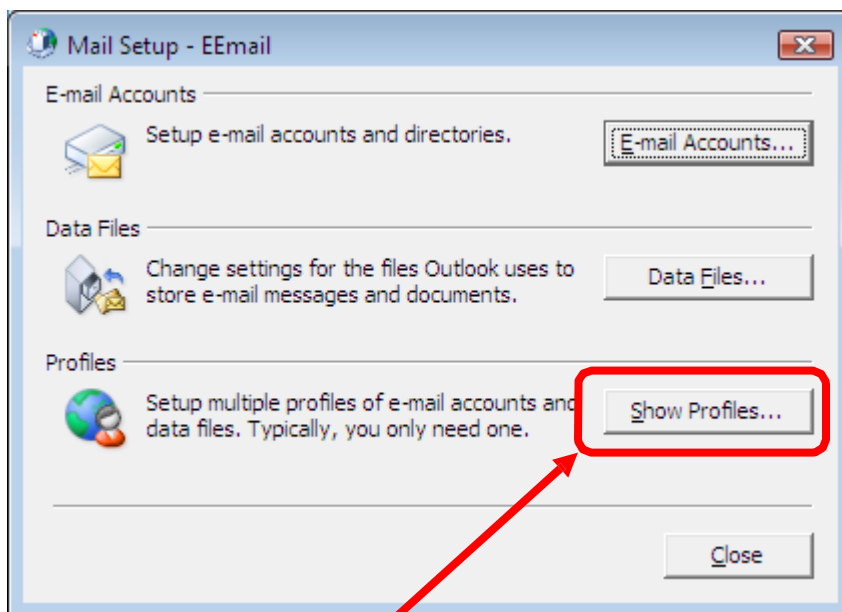 Mail Setup - EEmail
E-mail Accounts
Setup e-mail accounts and directories.
E-mail Accounts...
Data Files
Change settings for the files Outlook uses to
store e-mail messages and documents.
Data Files...
Profiles
Setup multiple profiles of e-mail accounts and
data files. Typically, you only need one.
Show Profiles...
Close